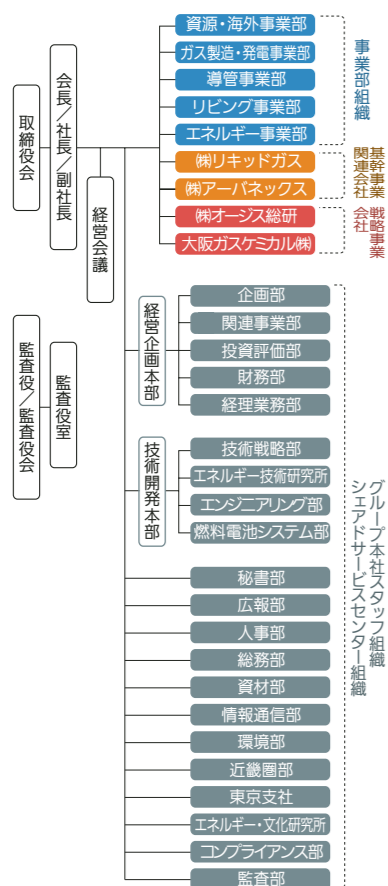 取締役会
会長／社長／副社長
経営会議
監査役／監査役会
監査役室
資源・海外事業部
ガス製造・発電事業部
導管事業部
リビング事業部
エネルギー事業部
事業部組織
㈱リキッドガス
㈱アーバネックス
基幹事業
関連会社
㈱オージス総研
大阪ガスケミカル㈱
戦略事業
会社
経営企画本部
企画部
関連事業部
投資評価部
財務部
経理業務部
技術開発本部
技術戦略部
エネルギー技術研究所
エンジニアリング部
燃料電池システム部
秘書部
広報部
人事部
総務部
資材部
情報通信部
環境部
近畿圏部
東京支社
エネルギー・文化研究所
コンプライアンス部
監査部
グループ本社スタッフ組織
シェアドサービスセンター組織